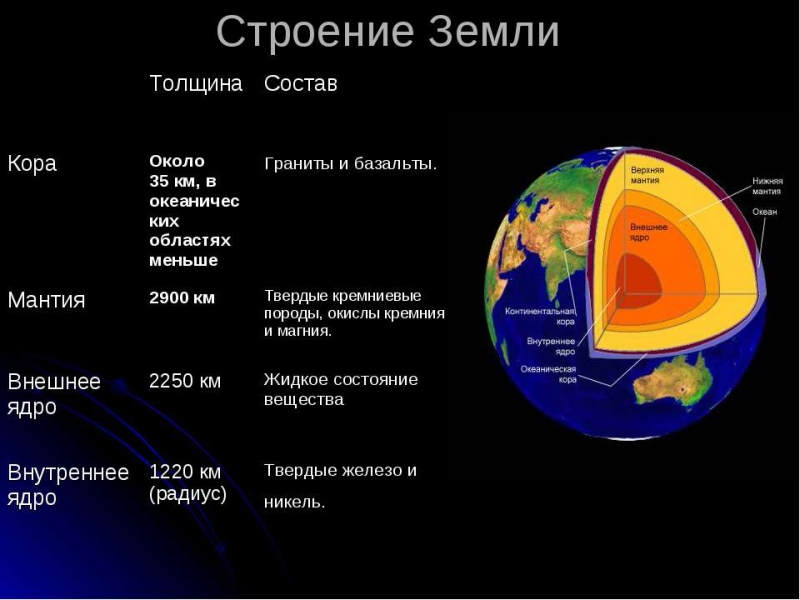 Строение Земли
Толщина Состав
Кора
Около
35 км, в
океаничес
ких
областях
меньше
Граниты и базальты.
Мантия
2900 км
Твердые кремниевые
породы, окислы кремния
и магния.
Внешнее
ядро
2250 км
Жидкое состояние
вещества
Внутреннее
ядро
1220 км
(радиус)
Твердые железо и
никель.
Верхняя
мантия
Нижняя
мантия
Океан
Внешнее
ядро
Континентальная
кора
Внутреннее
ядро
Океаническая
кора